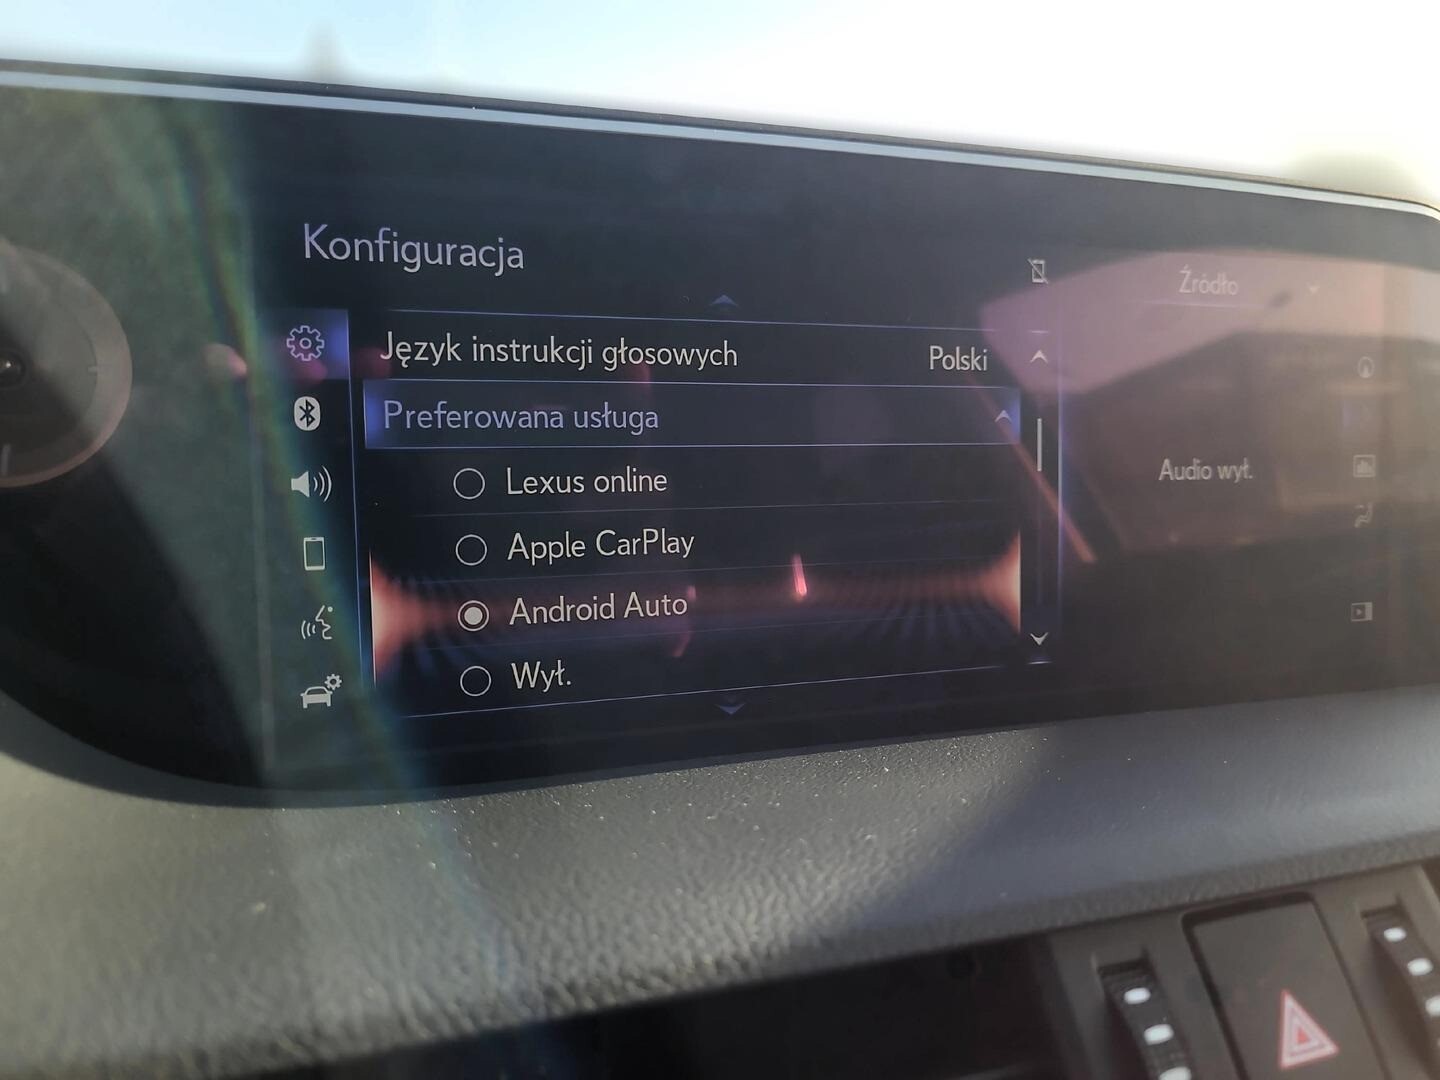 Konfiguracja
Źródło
Język instrukcji głosowych Polski
Preferowana usługa
Lexus online
Audio wył.
Apple CarPlay
Android Auto
Wył.